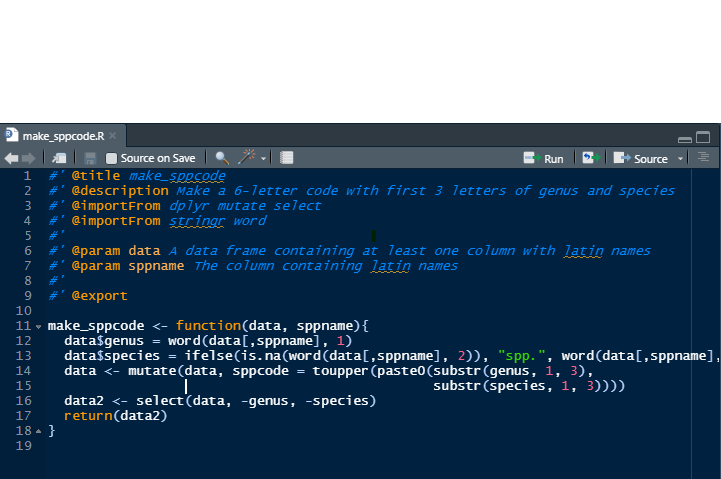 make_sppcode.R
Source on Save Run Source
1 #' @title make_sppcode
2 #' @description Make a 6-letter code with first 3 letters of genus and species
3 #' @importFrom dplyr mutate select
4 #' @importFrom stringr word
5 #'
6 #' @param data A data frame containing at least one column with latin names
7 #' @param sppname The column containing latin names
8 #'
9 #' @export
10
11 make_sppcode <- function(data, sppname){
12 data$genus = word(data[,sppname], 1)
13 data$species = ifelse(is.na(word(data[,sppname], 2)), "spp.", word(data[,sppname],
14 data <- mutate(data, sppcode = toupper(paste0(substr(genus, 1, 3),
15 substr(species, 1, 3))))
16 data2 <- select(data, -genus, -species)
17 return(data2)
18 }
19